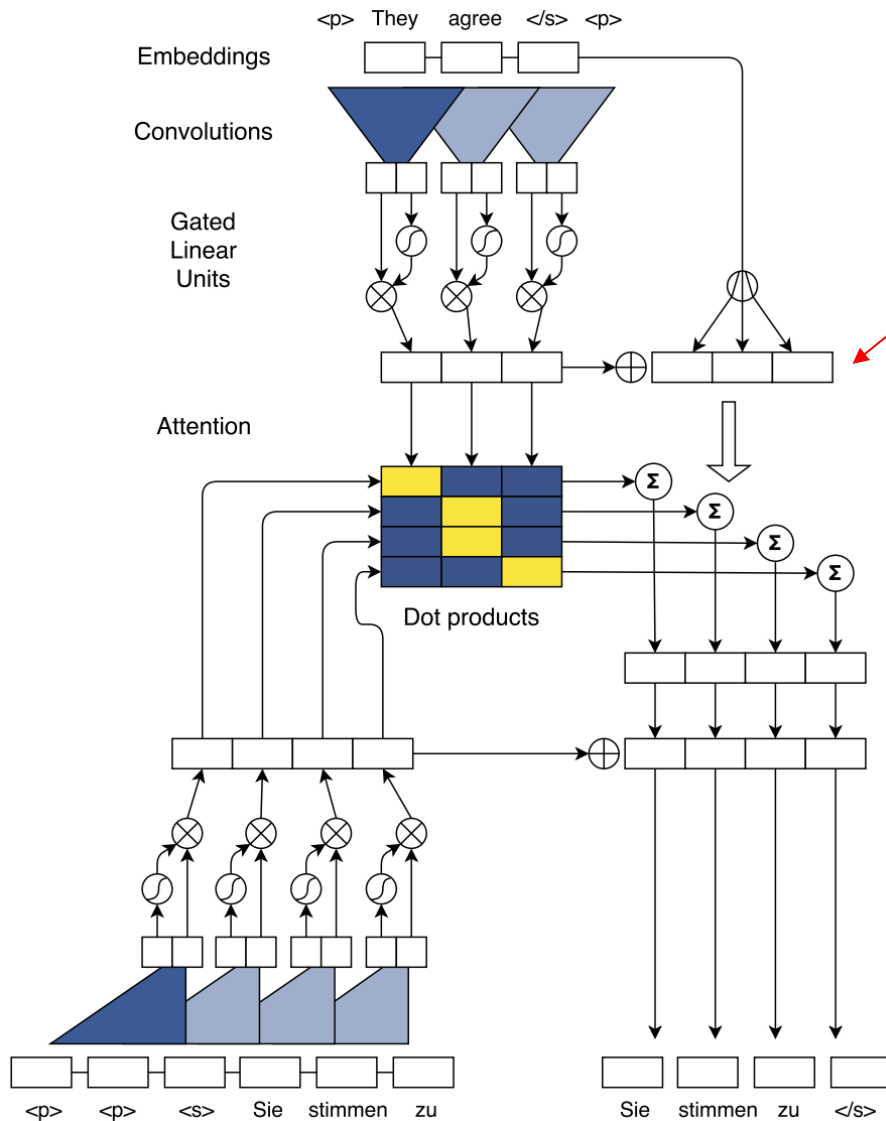 <p> They agree </s> <p>
Embeddings
Convolutions
Gated
Linear
Units
Attention
Σ
Σ
Σ
Σ
Dot products
<p> <p> <s> Sie stimmen zu
Sie stimmen zu </s>